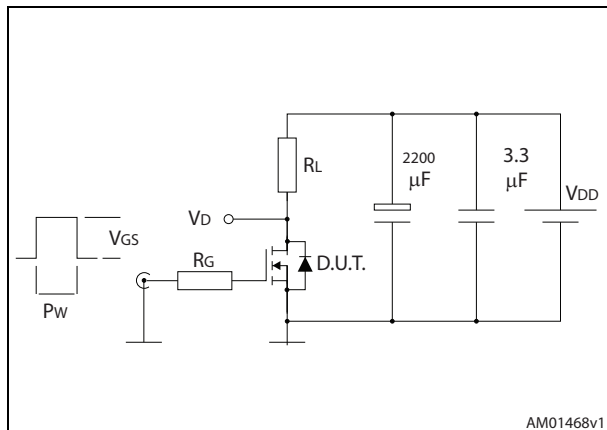 RL
2200
μF
3.3
μF
VDD
VD
VGS
RG
D.U.T.
PW
AM01468v1